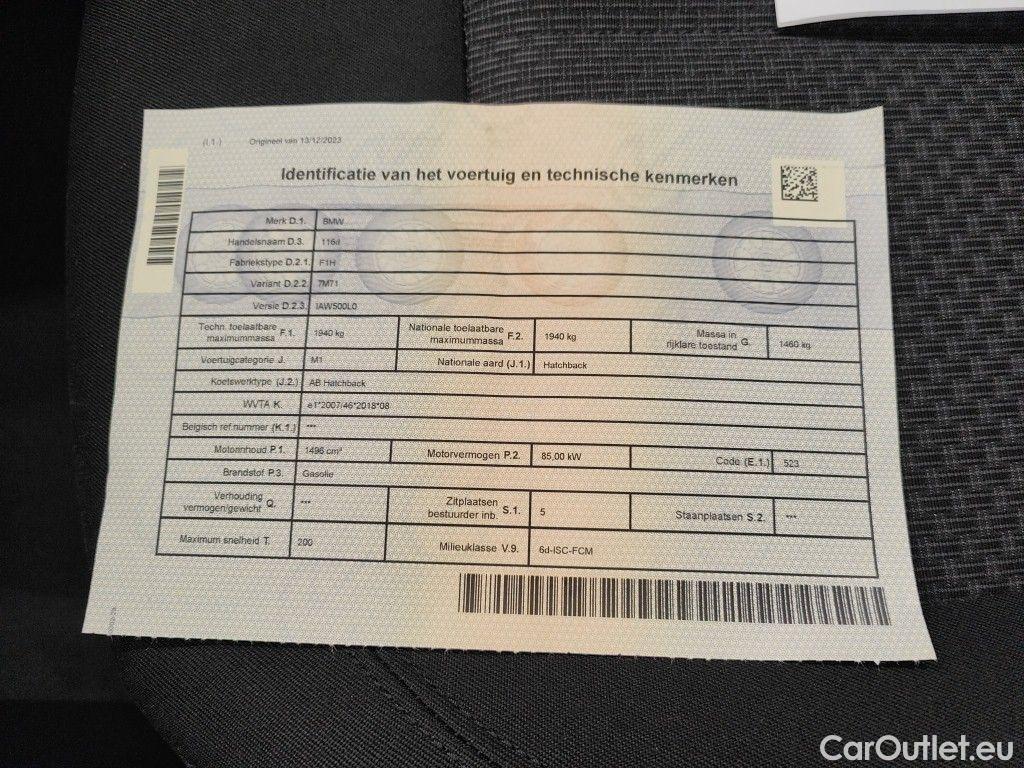 (I.1.) Origineel van 13/12/2023
Identificatie van het voertuig en technische kenmerken
Merk D.1. BMW
Handelsnaam D.3. 116d
Fabriekstype D.2.1. F1H
Variant D.2.2. 7M71
Versie D.2.3. IAW500L0
Techn. toelaatbare maximummassa F.1. 1940 kg Nationale toelaatbare maximummassa F.2. 1940 kg Massa in rijklare toestand G. 1460 kg
Voertuigcategorie J. M1 Nationale aard (J.1.) Hatchback
Koetswerktype (J.2.) AB Hatchback
WVTA K. e1*2007/46*2018*08
Belgisch ref.nummer (K.1.) ***
Motorinhoud P.1. 1496 cm³ Motorvermogen P.2. 85,00 kW Code (E.1.) 523
Brandstof P.3. Gasolie
Verhouding vermogen/gewicht Q. *** Zitplaatsen bestuurder inb. S.1. 5 Staanplaatsen S.2. ***
Maximum snelheid T. 200 Milieuklasse V.9. 6d-ISC-FCM
CarOutlet.eu